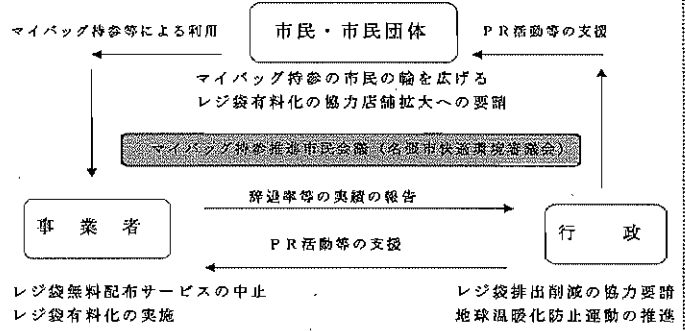 マイバッグ持参等による利用
市民・市民団体
PR活動等の支援
マイバッグ持参の市民の輪を広げる
レジ袋有料化の協力店舗拡大への要請
マイバッグ持参推進市民会議(名張市快適環境審議会)
辞退率等の実績の報告
事業者
行政
PR活動等の支援
レジ袋無料配布サービスの中止
レジ袋有料化の実施
レジ袋排出削減の協力要請
地球温暖化防止運動の推進